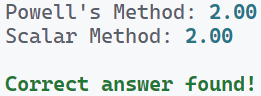 Powell's Method: 2.00
Scalar Method: 2.00
Correct answer found!